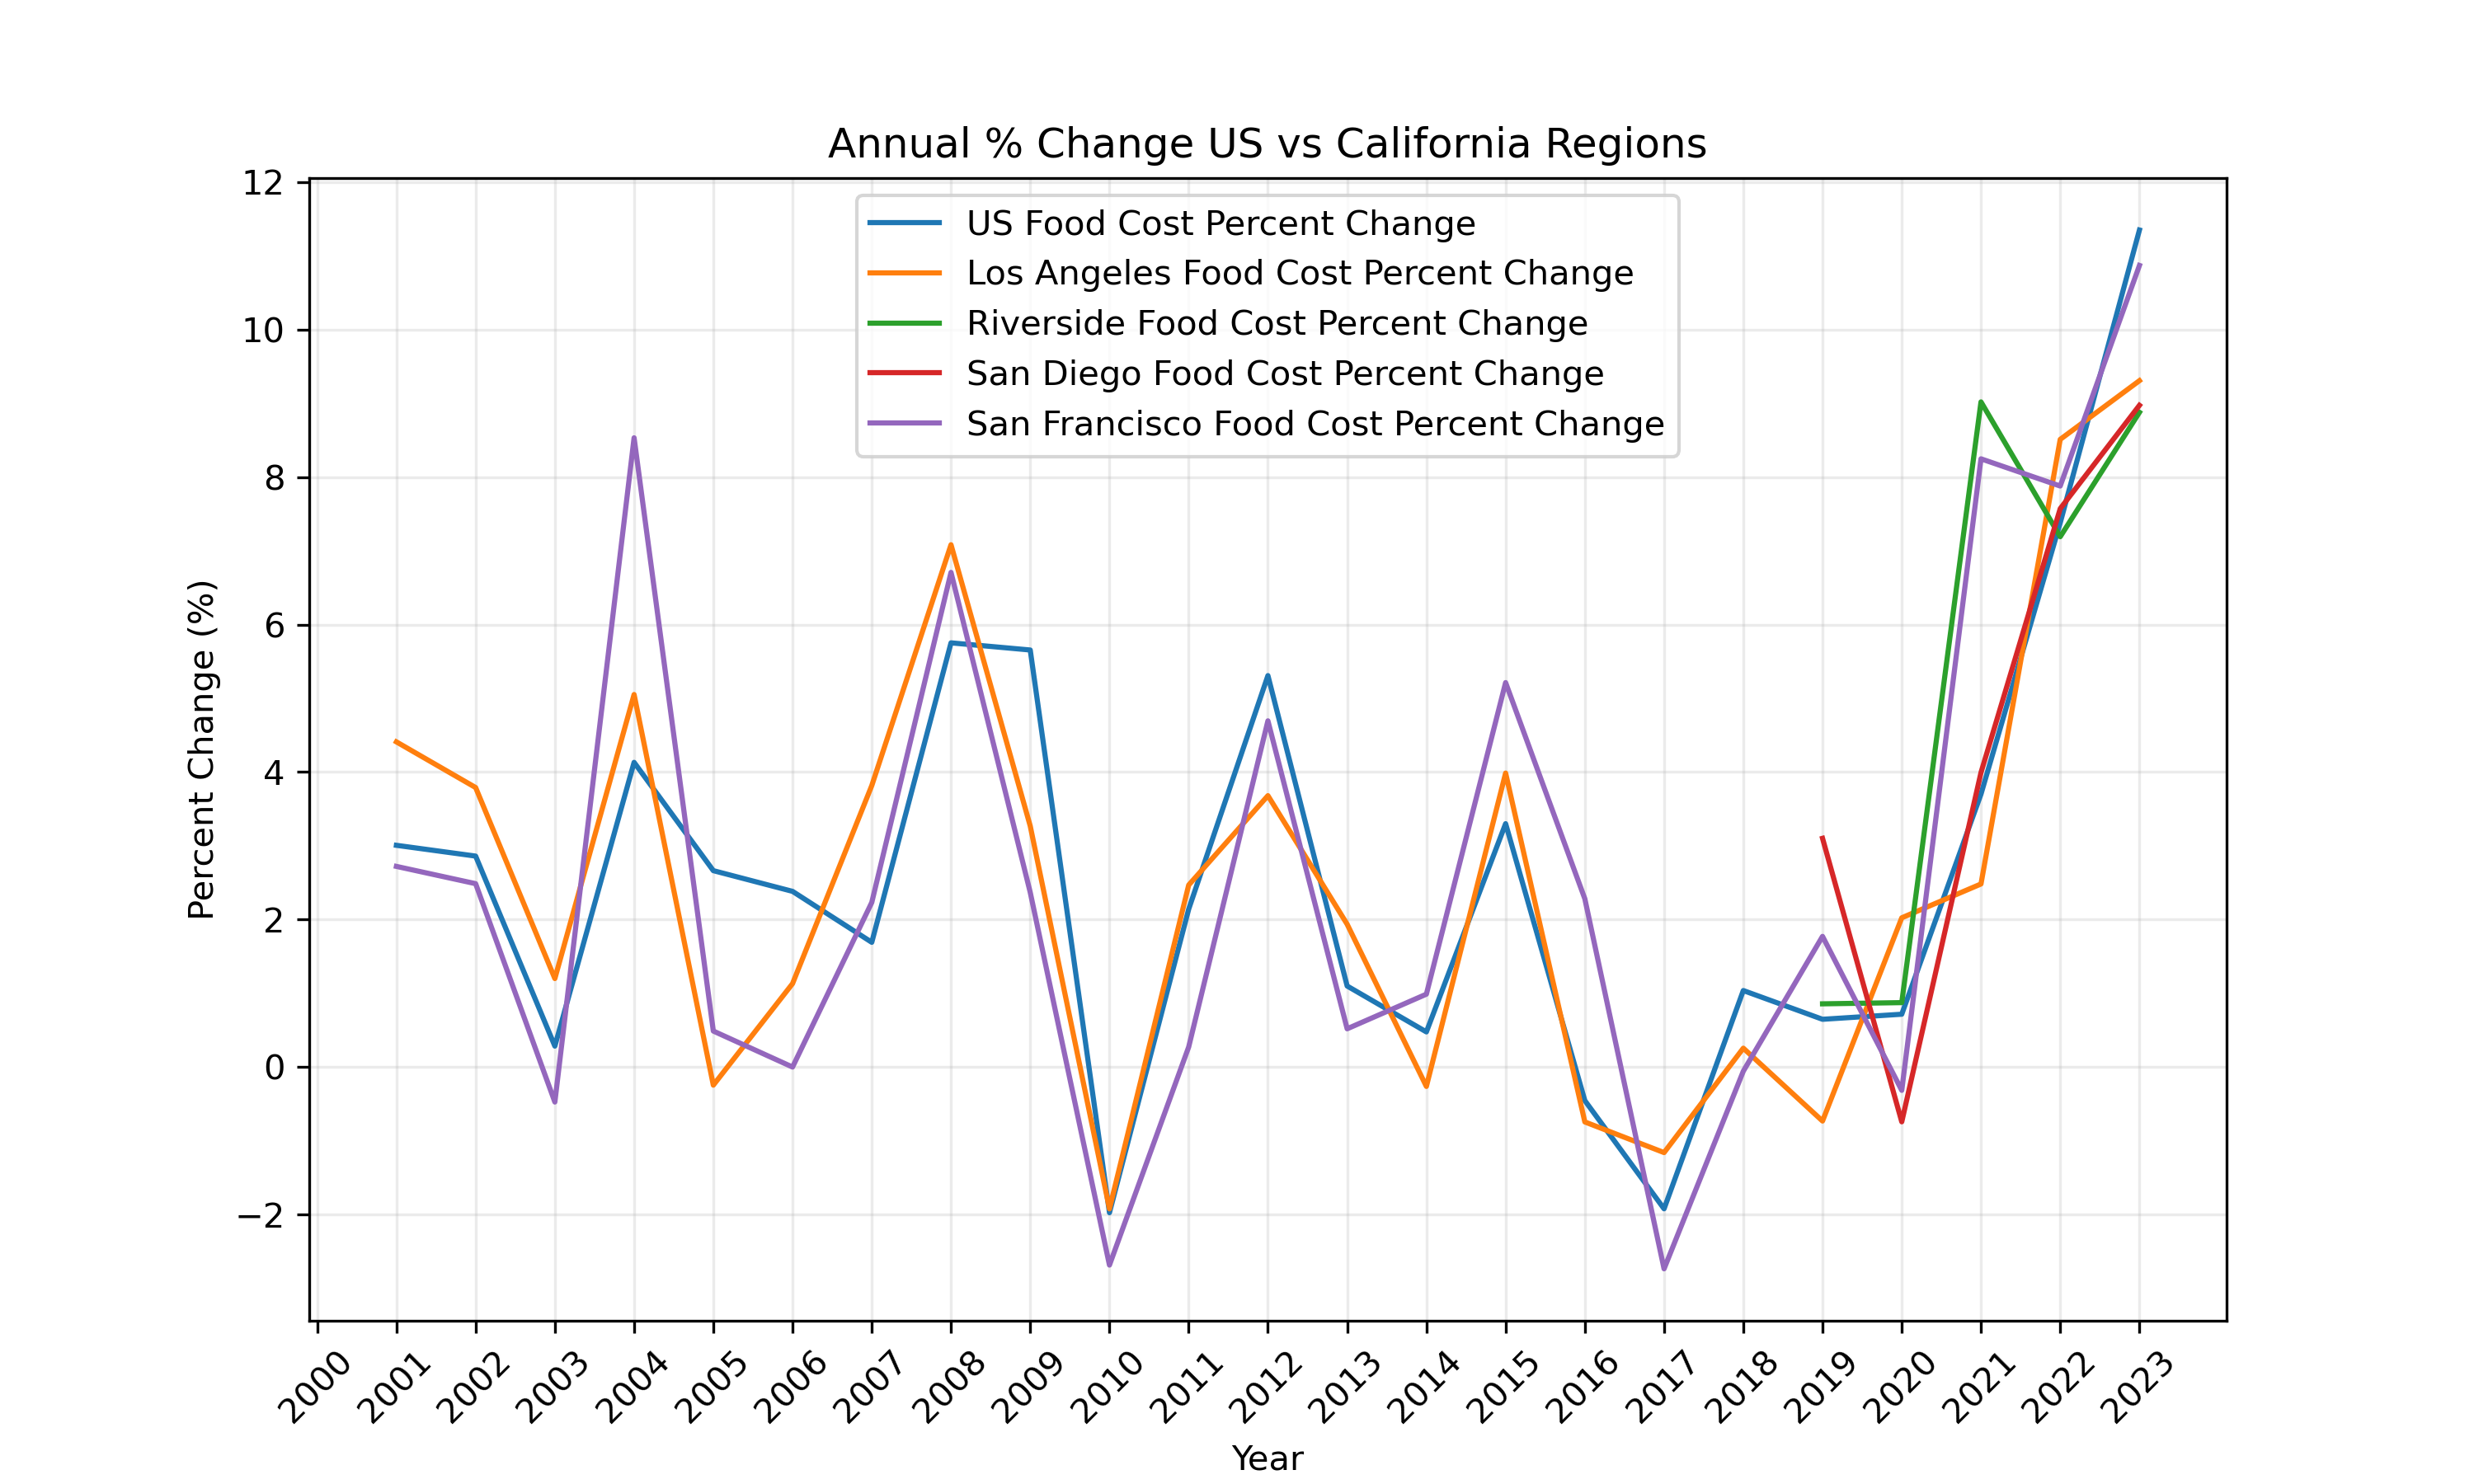 Annual % Change US vs California Regions
12
10
8
6
4
2
0
−2
Percent Change (%)
US Food Cost Percent Change
Los Angeles Food Cost Percent Change
Riverside Food Cost Percent Change
San Diego Food Cost Percent Change
San Francisco Food Cost Percent Change
2000 2001 2002 2003 2004 2005 2006 2007 2008 2009 2010 2011 2012 2013 2014 2015 2016 2017 2018 2019 2020 2021 2022 2023
Year